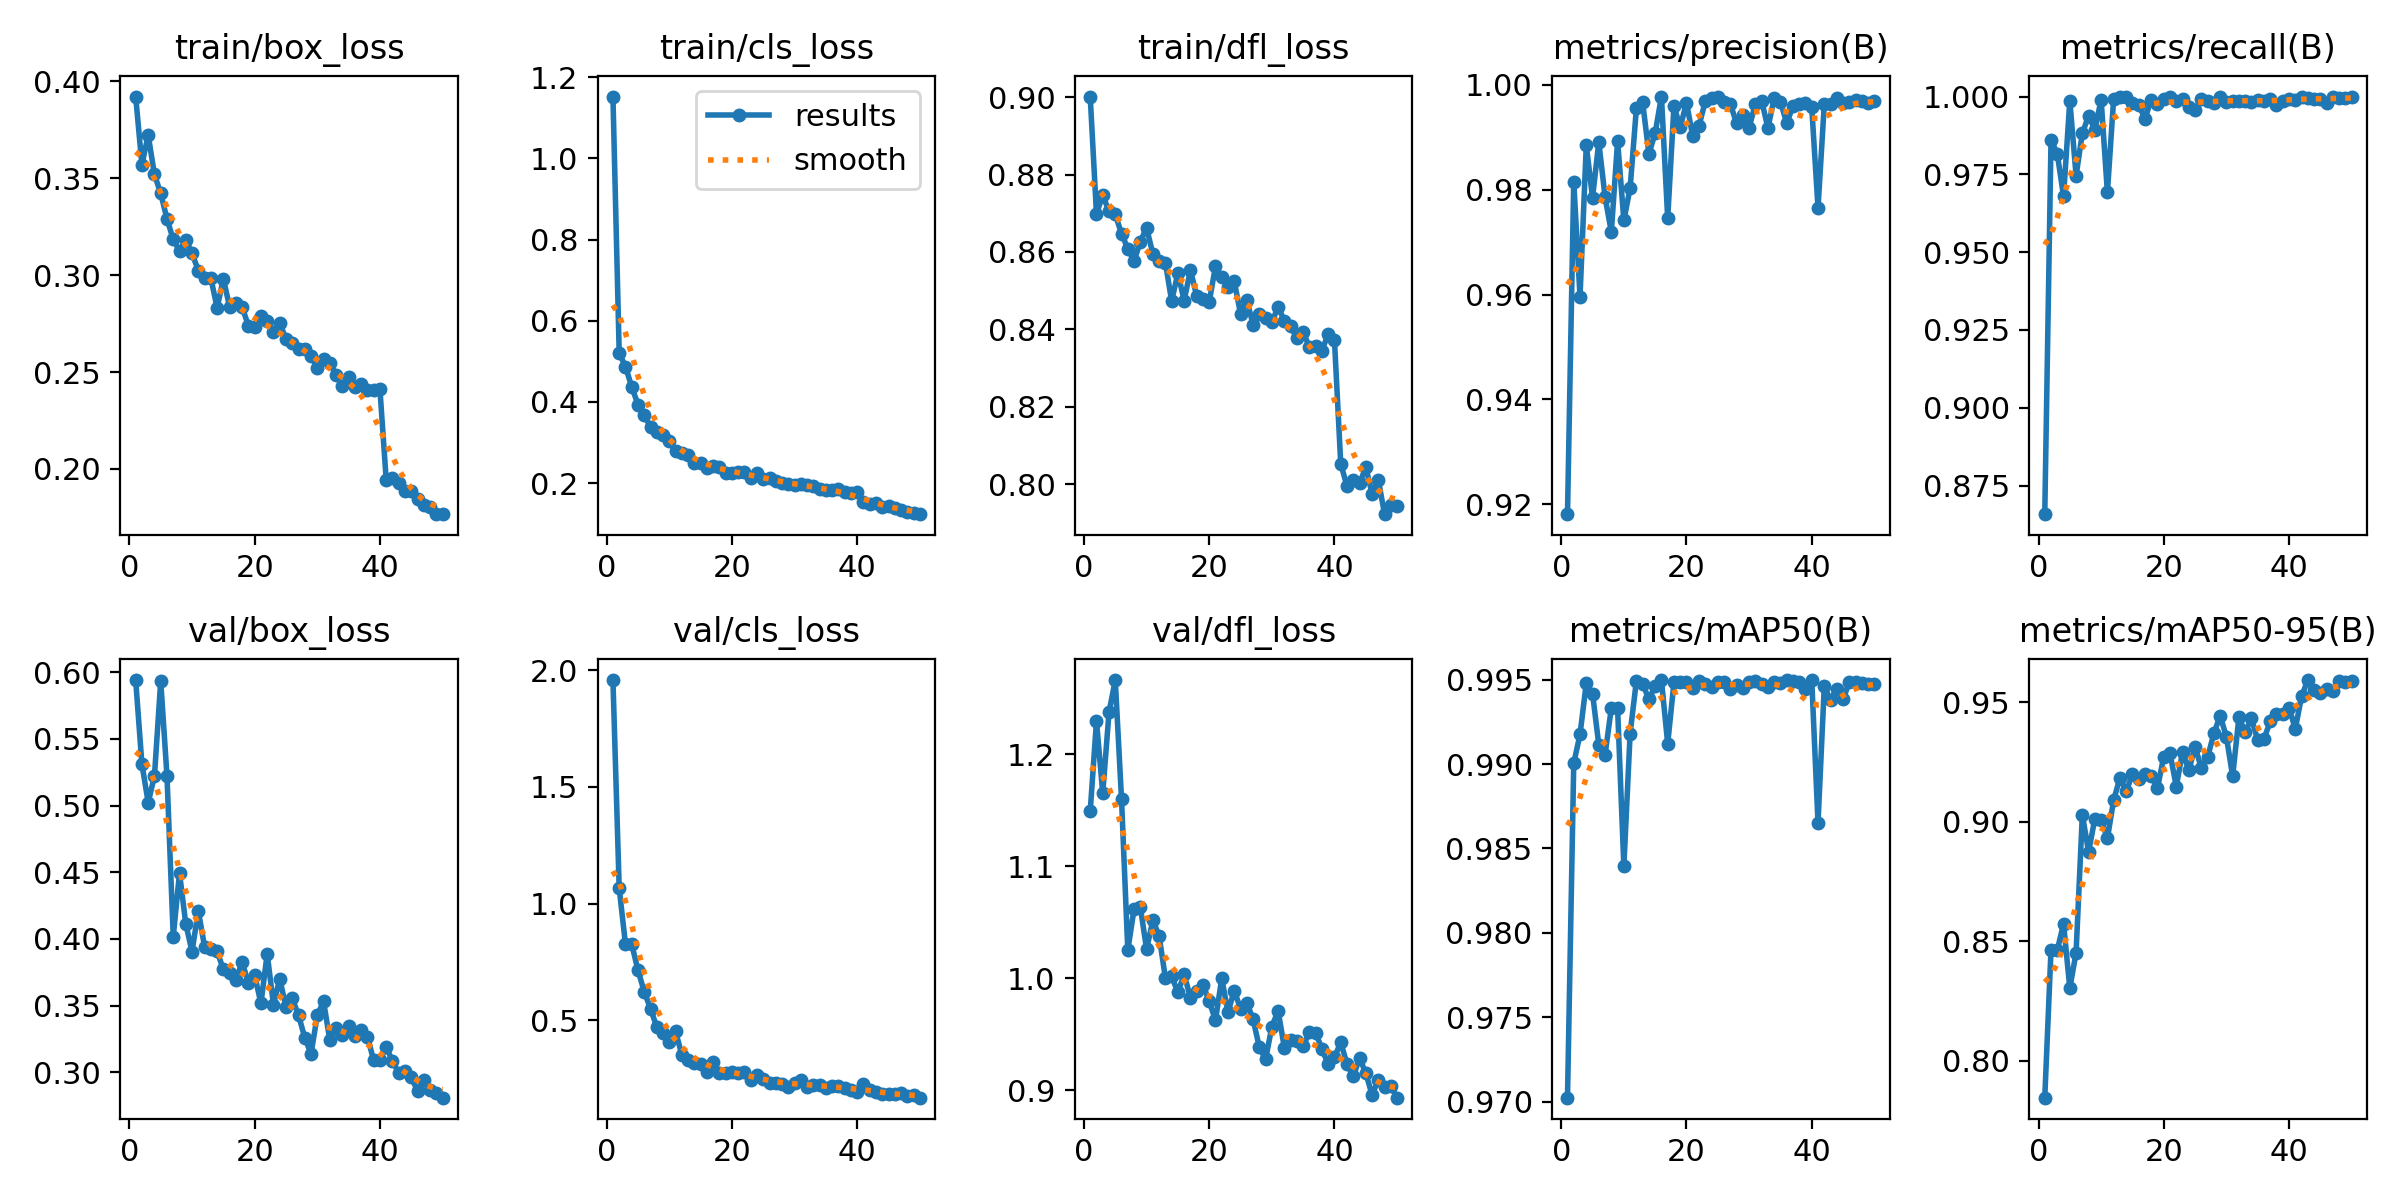 train/box_loss
0.40
0.35
0.30
0.25
0.20
0 20 40
train/cls_loss
1.2
1.0
0.8
0.6
0.4
0.2
results
smooth
0 20 40
train/dfl_loss
0.90
0.88
0.86
0.84
0.82
0.80
0 20 40
metrics/precision(B)
1.00
0.98
0.96
0.94
0.92
0 20 40
metrics/recall(B)
1.000
0.975
0.950
0.925
0.900
0.875
0 20 40
val/box_loss
0.60
0.55
0.50
0.45
0.40
0.35
0.30
0 20 40
val/cls_loss
2.0
1.5
1.0
0.5
0 20 40
val/dfl_loss
1.2
1.1
1.0
0.9
0 20 40
metrics/mAP50(B)
0.995
0.990
0.985
0.980
0.975
0.970
0 20 40
metrics/mAP50-95(B)
0.95
0.90
0.85
0.80
0 20 40